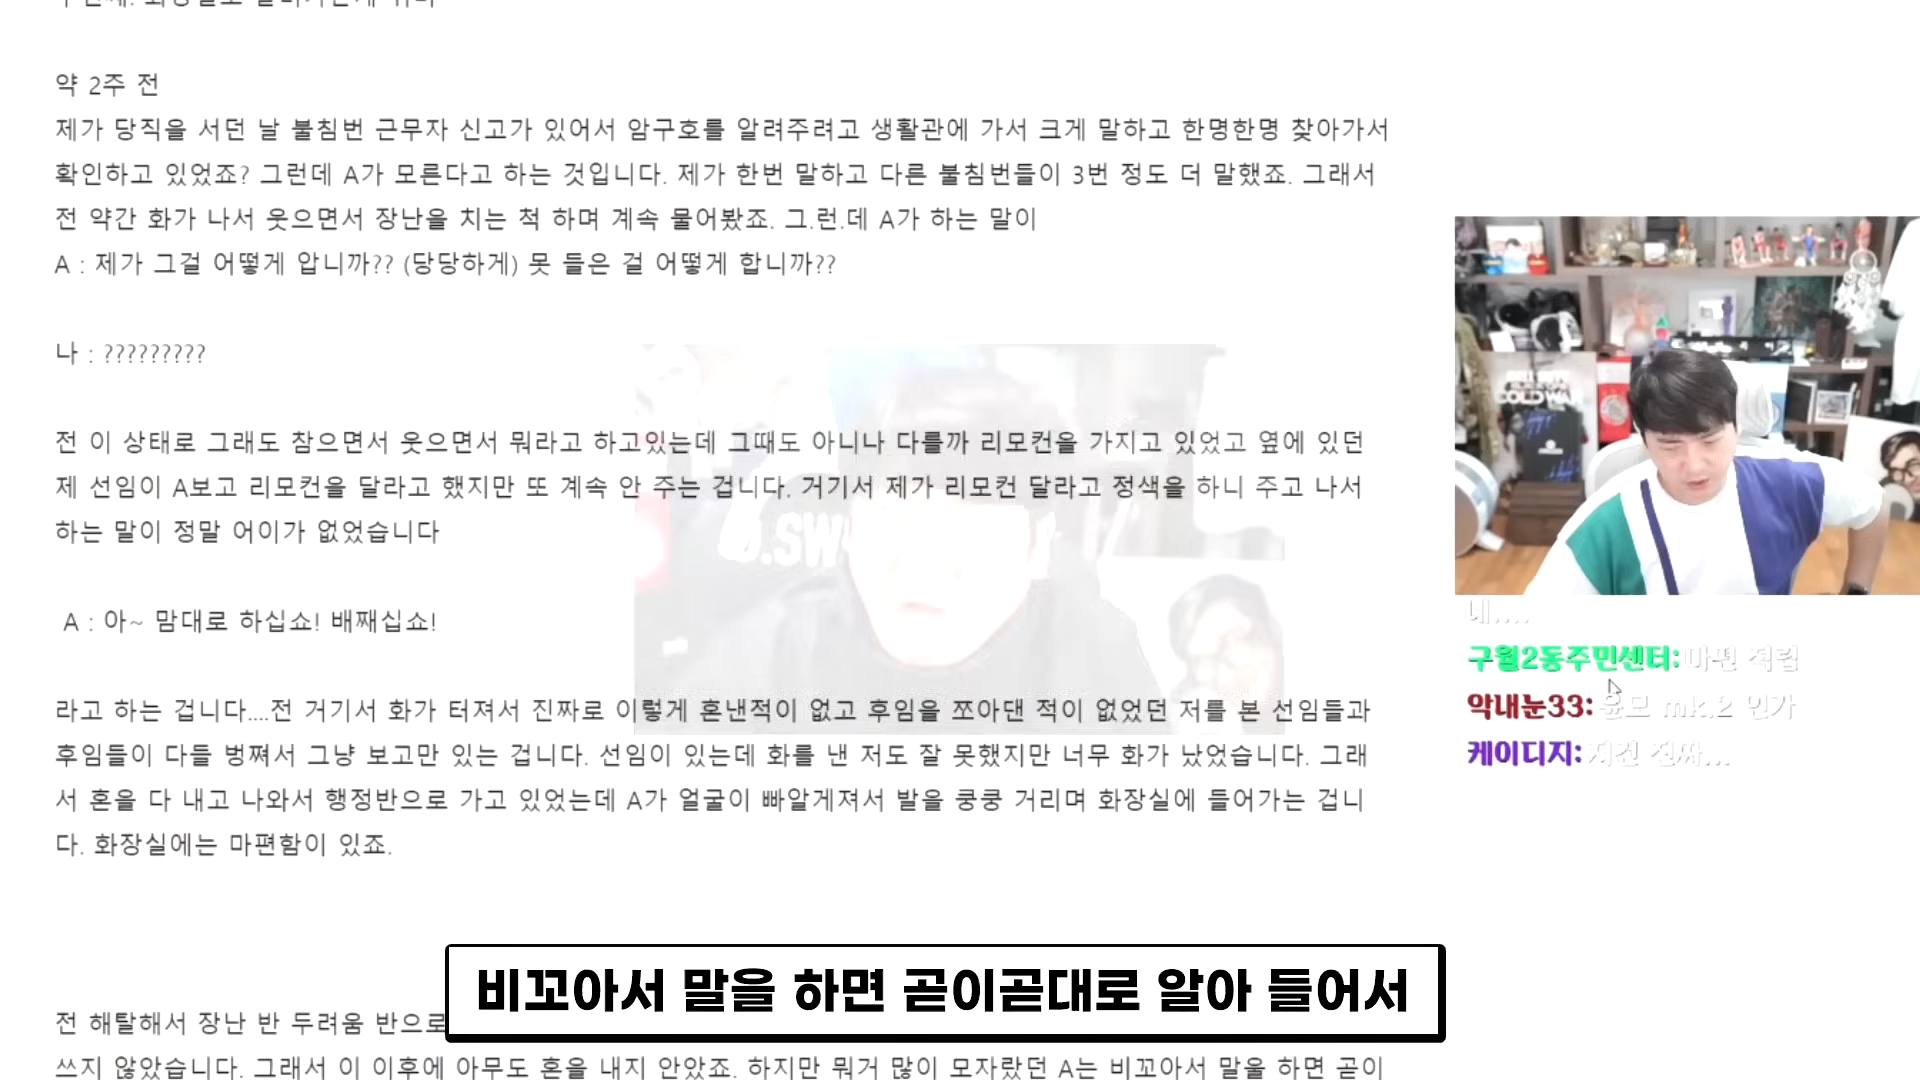 약 2주 전
제가 당직을 서던 날 불침번 근무자 신고가 있어서 암구호를 알려주려고 생활관에 가서 크게 말하고 한명한명 찾아가서
확인하고 있었죠? 그런데 A가 모른다고 하는 것입니다. 제가 한번 말하고 다른 불침번들이 3번 정도 더 말했죠. 그래서
전 약간 화가 나서 웃으면서 장난을 치는 척 하며 계속 물어봤죠. 그.런.데 A가 하는 말이
A : 제가 그걸 어떻게 압니까?? (당당하게) 못 들은 걸 어떻게 합니까??
나 : ?????????
전 이 상태로 그래도 참으면서 웃으면서 뭐라고 하고있는데 그때도 아니나 다를까 리모컨을 가지고 있었고 옆에 있던
제 선임이 A보고 리모컨을 달라고 했지만 또 계속 안 주는 겁니다. 거기서 제가 리모컨 달라고 정색을 하니 주고 나서
하는 말이 정말 어이가 없었습니다
A : 아~ 맘대로 하십쇼! 배째십쇼!
라고 하는 겁니다....전 거기서 화가 터져서 진짜로 이렇게 혼낸적이 없고 후임을 쪼아댄 적이 없었던 저를 본 선임들과
후임들이 다들 벙쪄서 그냥 보고만 있는 겁니다. 선임이 있는데 화를 낸 저도 잘 못했지만 너무 화가 났었습니다. 그래
서 혼을 다 내고 나와서 행정반으로 가고 있었는데 A가 얼굴이 빠알게져서 발을 쿵쿵 거리며 화장실에 들어가는 겁니
다. 화장실에는 마편함이 있죠.
전 해탈해서 장난 반 두려움 반으로
쓰지 않았습니다. 그래서 이 이후에 아무도 혼을 내지 안았죠. 하지만 뭐거 많이 모자랐던 A는 비꼬아서 말울 하면 곧이
비꼬아서 말을 하면 곧이곧대로 알아 들어서
COLD WAR
네....
구월2동주민센터: 마편 적립
악내눈33: 윤모 mk.2 인가
케이디지: 지건 진짜...